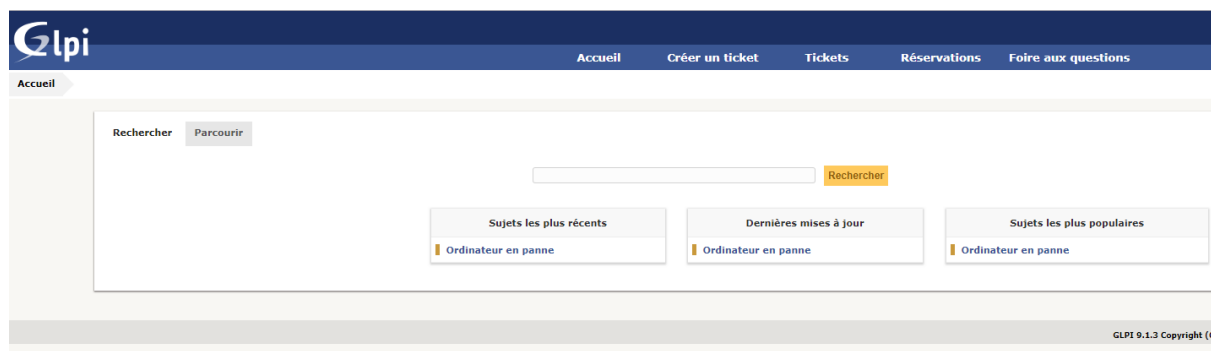 Glpi
Accueil Créer un ticket Tickets Réservations Foire aux questions
Accueil
Rechercher Parcourir
Rechercher
Sujets les plus récents Dernières mises à jour Sujets les plus populaires
Ordinateur en panne Ordinateur en panne Ordinateur en panne
GLPI 9.1.3 Copyright (